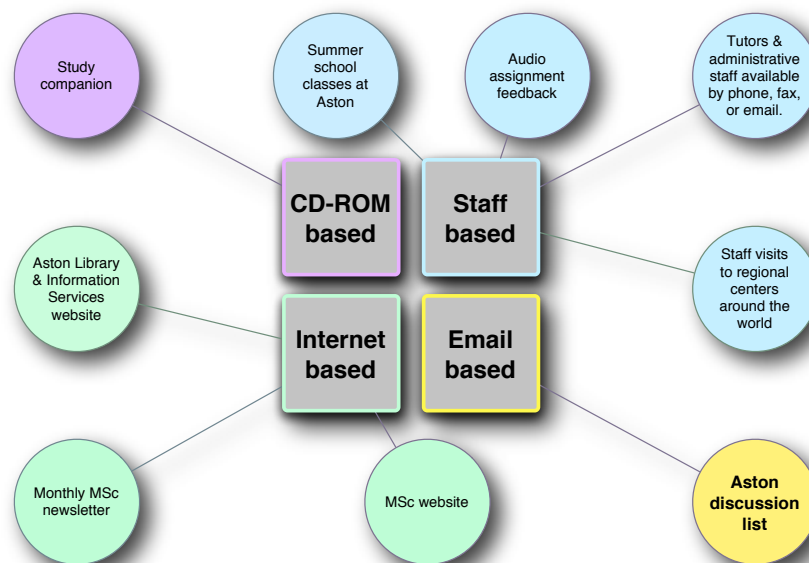 Study
companion
Summer
school
classes at
Aston
Audio
assignment
feedback
Tutors &
administrative
staff available
by phone, fax,
or email.
CD-ROM
based
Staff
based
Aston Library
& Information
Services
website
Staff visits
to regional
centers
around the
world
Internet
based
Email
based
Monthly MSc
newsletter
MSc website
Aston
discussion
list